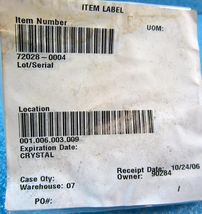 ITEM LABEL
Item Number
UOM:
72028-0004
Lot/Serial
Location
001.006.003.009
Expiration Date:
CRYSTAL
Receipt Date: 10/24/06
Case Qty: Owner: 90284
Warehouse: 07
PO#: /